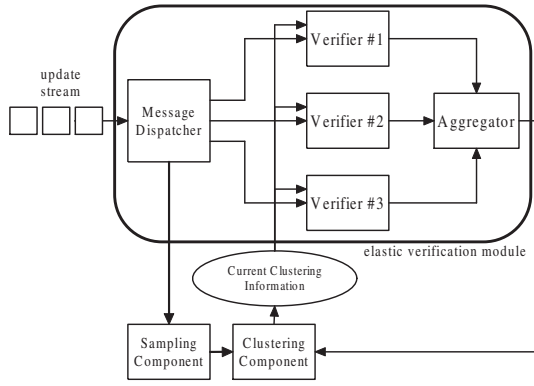 Verifier #1
update
stream
Message
Dispatcher
Verifier #2
Aggregator
Verifier #3
elastic verification module
Current Clustering
Information
Sampling
Component
Clustering
Component